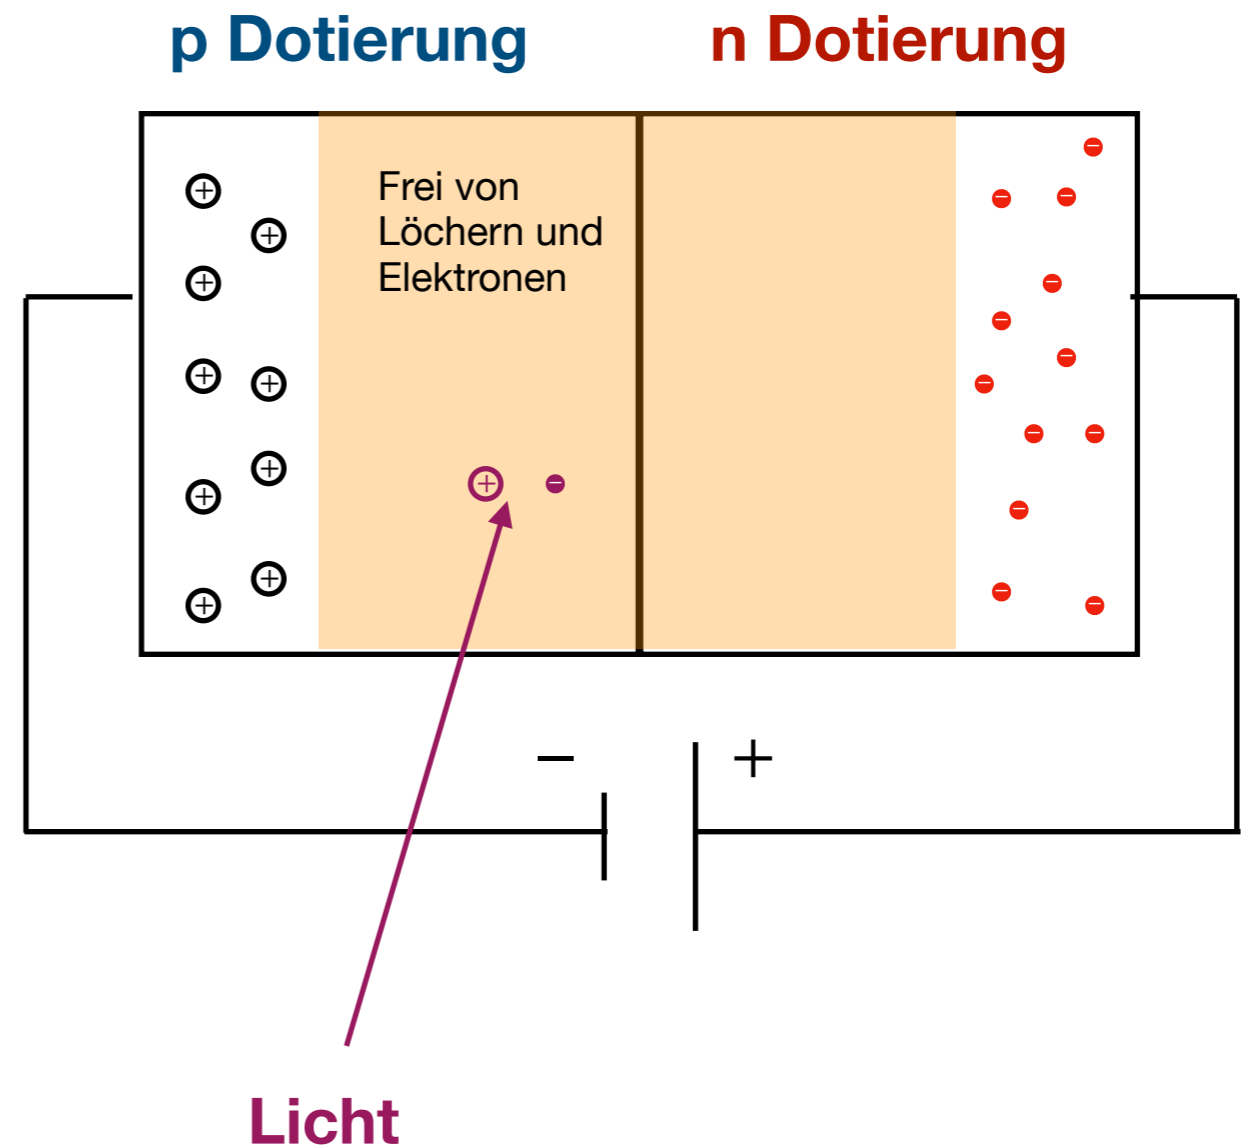 p Dotierung
n Dotierung
Frei von
Löchern und
Elektronen
− +
Licht